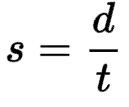 s = d/t